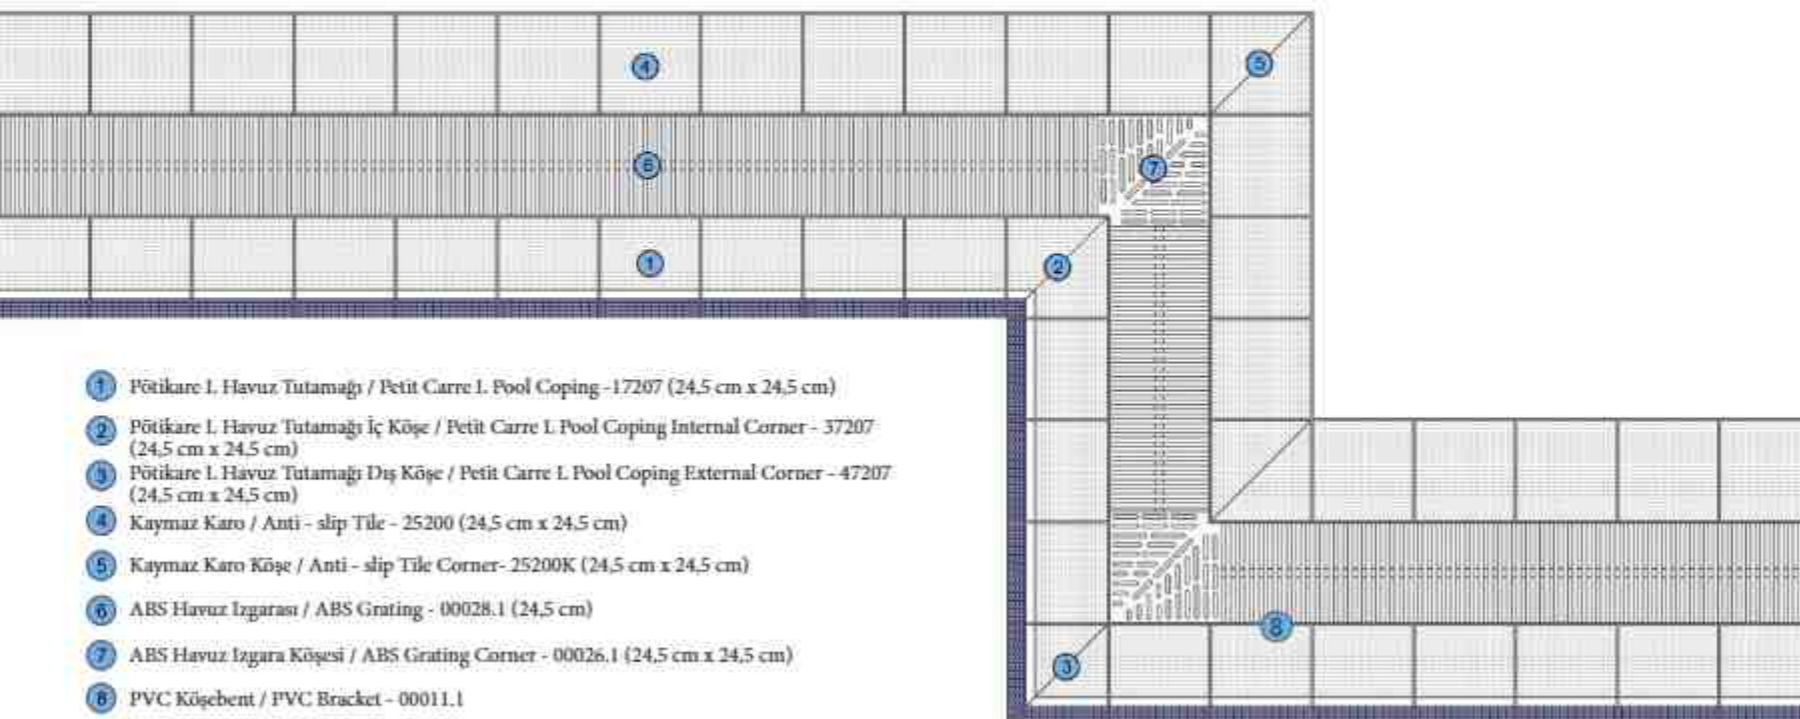 4
5
6
7
1
2
1 Pötikare L Havuz Tutamağı / Petit Carre L Pool Coping -17207 (24,5 cm x 24,5 cm)
2 Pötikare L Havuz Tutamağı İç Köşe / Petit Carre L Pool Coping Internal Corner - 37207
(24,5 cm x 24,5 cm)
3 Pötikare L Havuz Tutamağı Dış Köşe / Petit Carre L Pool Coping External Corner - 47207
(24,5 cm x 24,5 cm)
4 Kaymaz Karo / Anti - slip Tile - 25200 (24,5 cm x 24,5 cm)
5 Kaymaz Karo Köşe / Anti - slip Tile Corner- 25200K (24,5 cm x 24,5 cm)
6 ABS Havuz Izgarası / ABS Grating - 00028.1 (24,5 cm)
7 ABS Havuz Izgara Köşesi / ABS Grating Corner - 00026.1 (24,5 cm x 24,5 cm)
8 PVC Köşebent / PVC Bracket - 00011.1
8
3